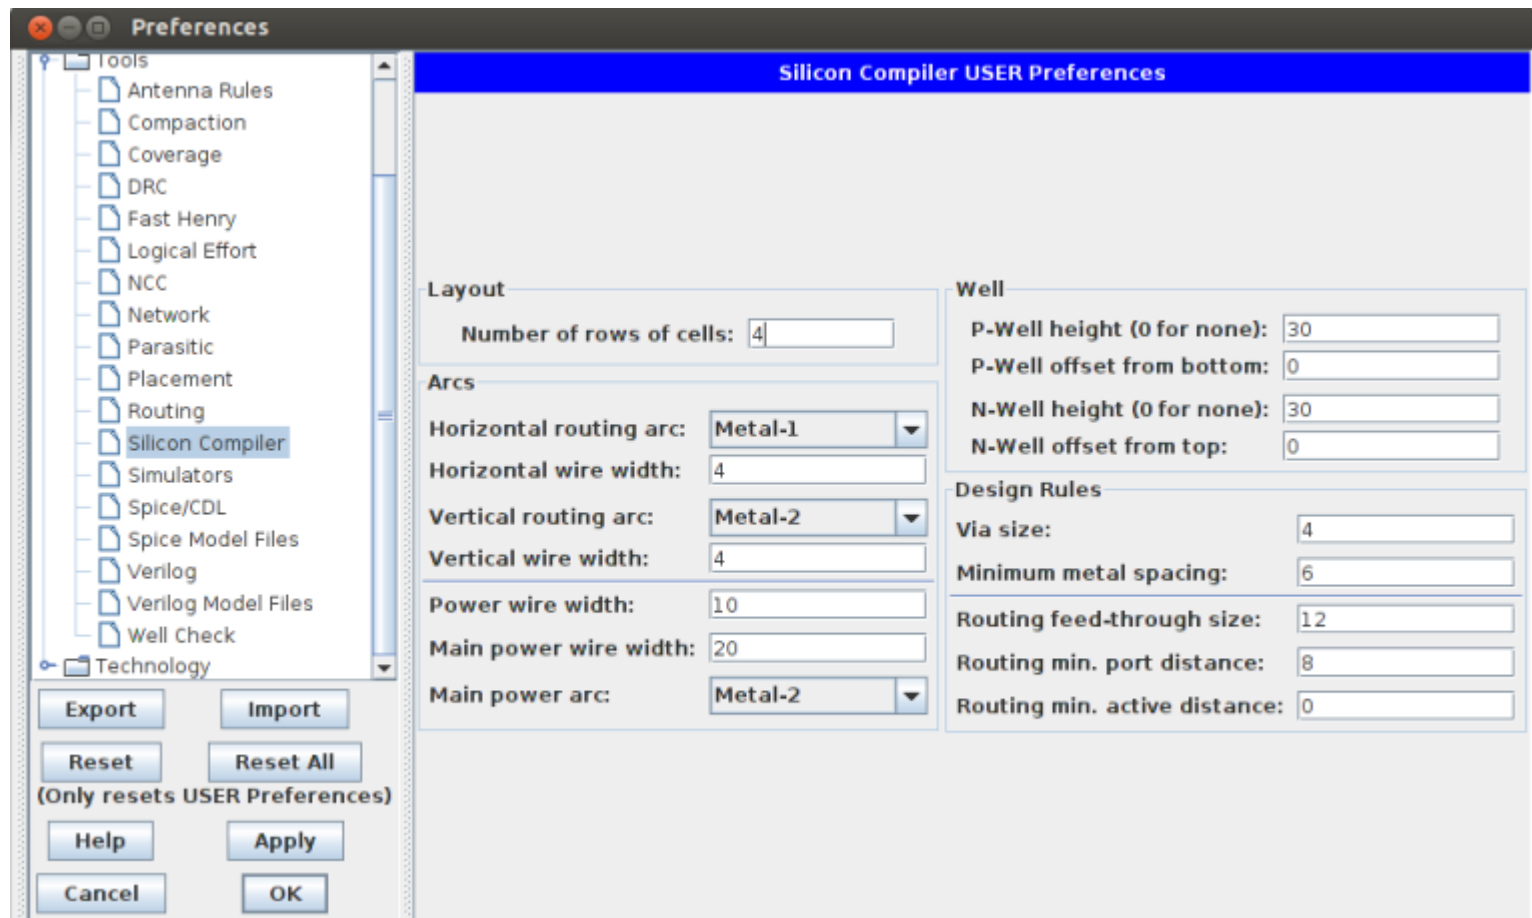 Preferences
Tools
Antenna Rules
Compaction
Coverage
DRC
Fast Henry
Logical Effort
NCC
Network
Parasitic
Placement
Routing
Silicon Compiler
Simulators
Spice/CDL
Spice Model Files
Verilog
Verilog Model Files
Well Check
Technology
Export Import
Reset Reset All
(Only resets USER Preferences)
Help Apply
Cancel OK
Silicon Compiler USER Preferences
Layout
Number of rows of cells: 4
Arcs
Horizontal routing arc: Metal-1
Horizontal wire width: 4
Vertical routing arc: Metal-2
Vertical wire width: 4
Power wire width: 10
Main power wire width: 20
Main power arc: Metal-2
Well
P-Well height (0 for none): 30
P-Well offset from bottom: 0
N-Well height (0 for none): 30
N-Well offset from top: 0
Design Rules
Via size: 4
Minimum metal spacing: 6
Routing feed-through size: 12
Routing min. port distance: 8
Routing min. active distance: 0